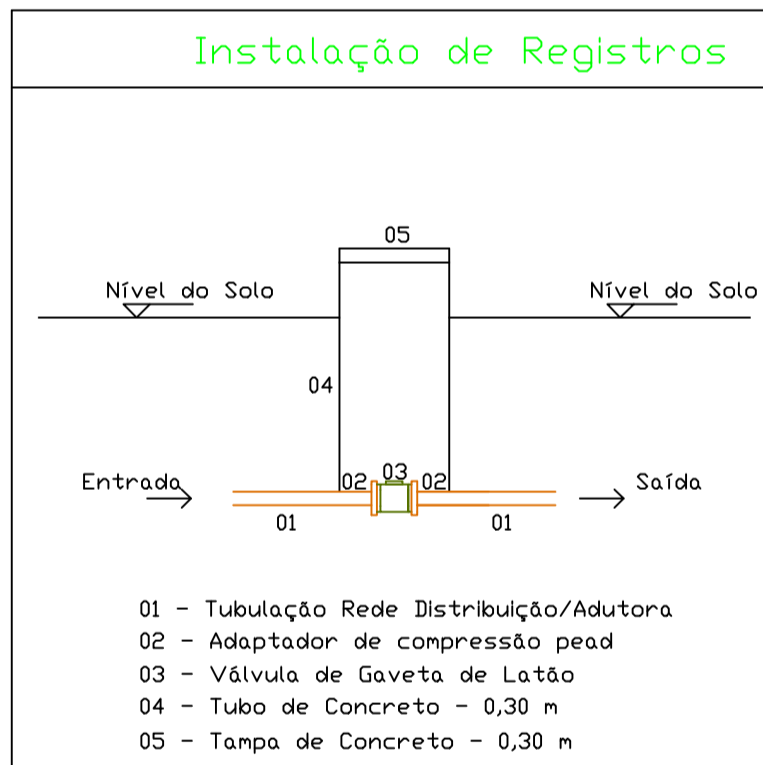 Instalação de Registros
05
Nível do Solo
Nível do Solo
04
Entrada
02
03
02
Saída
01
01
01 - Tubulação Rede Distribuição/Adutora
02 - Adaptador de compressão pead
03 - Válvula de Gaveta de Latão
04 - Tubo de Concreto - 0,30 m
05 - Tampa de Concreto - 0,30 m